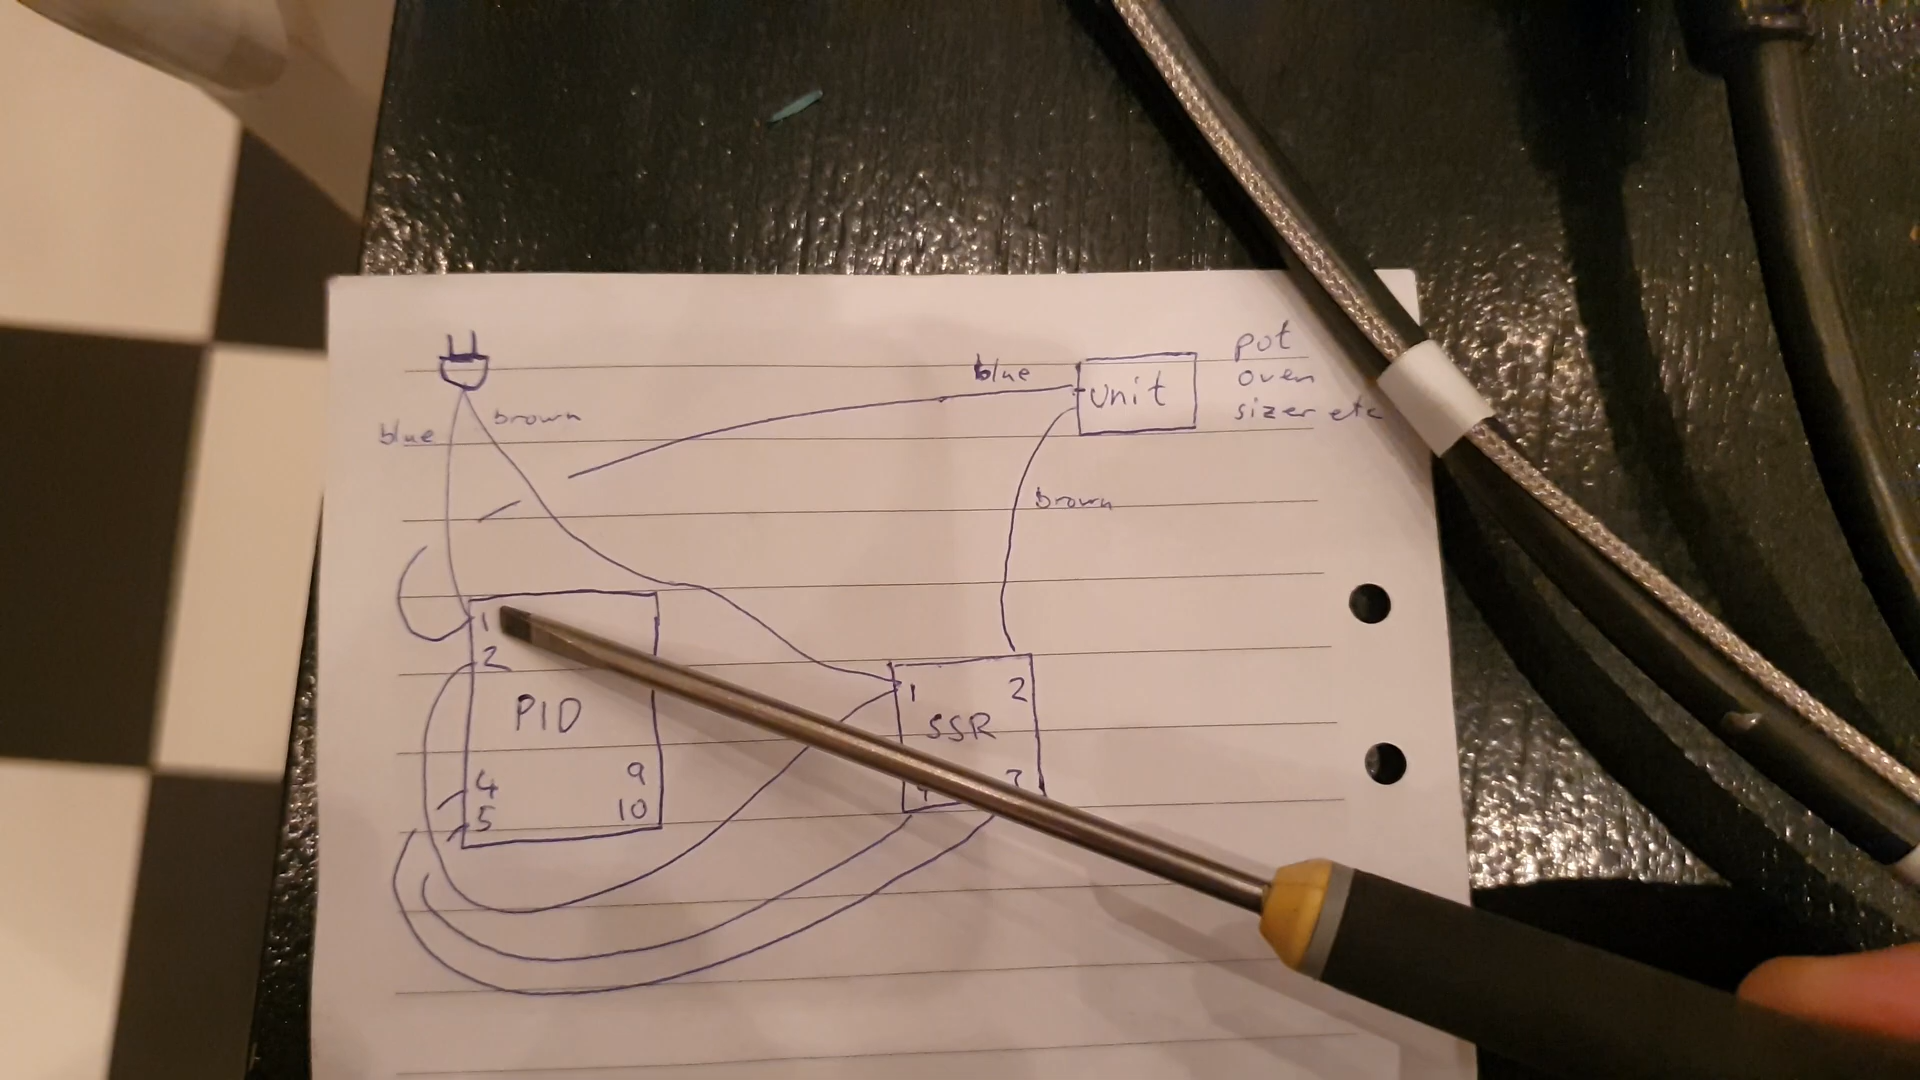 pot
blue
unit
oven
brown
sizer etc
blue
brown
1
2
1
2
PID
SSR
4
9
5
10